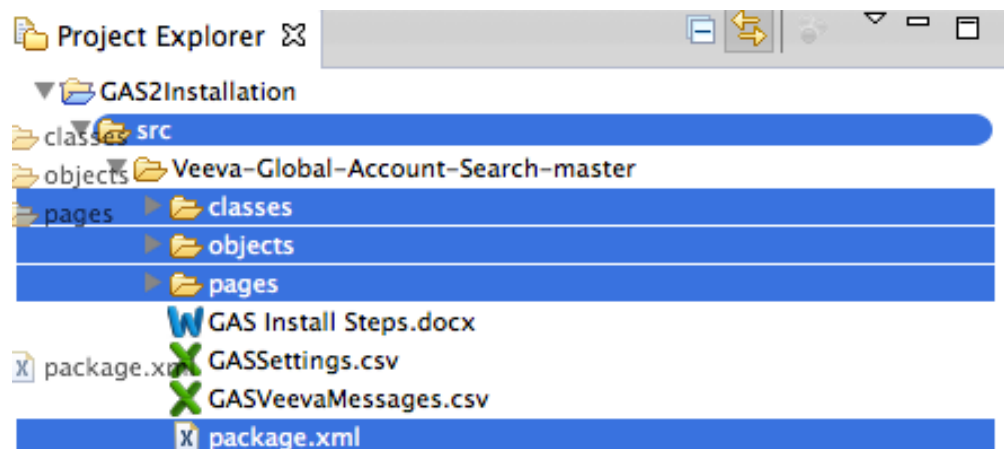 Project Explorer
GAS2Installation
src
classes
Veeva-Global-Account-Search-master
objects
classes
pages
objects
pages
GAS Install Steps.docx
GASSettings.csv
package.xml
GASVeevaMessages.csv
package.xml